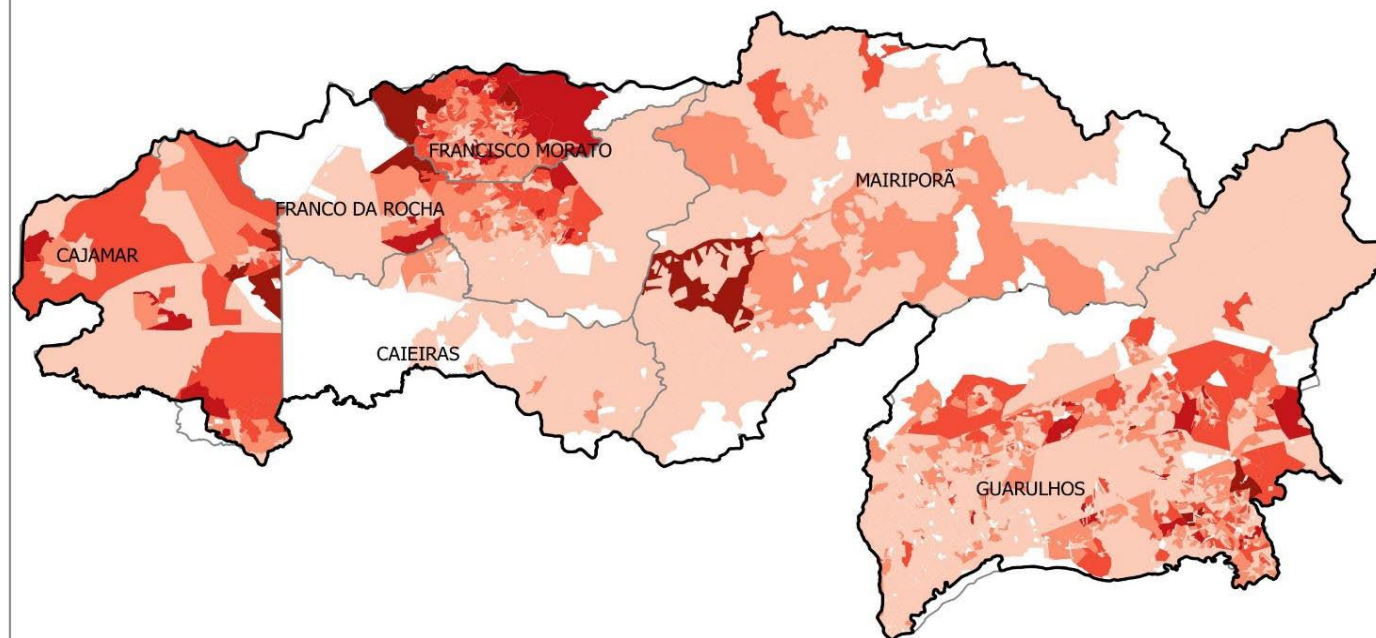 FRANCISCO MORATO
MAIRIPORÃ
FRANCO DA ROCHA
CAJAMAR
CAIEIRAS
GUARULHOS